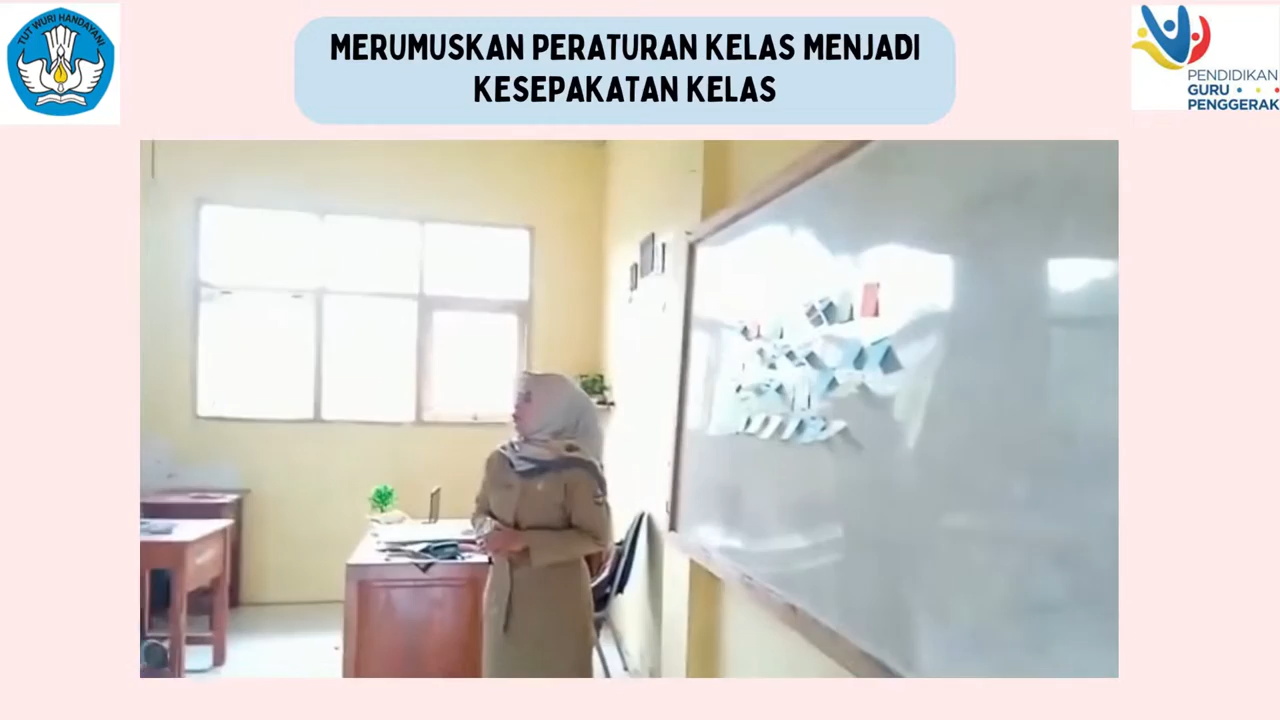 TUT WURI HANDAYANI
MERUMUSKAN PERATURAN KELAS MENJADI
KESEPAKATAN KELAS
PENDIDIKAN
GURU
PENGGERAK